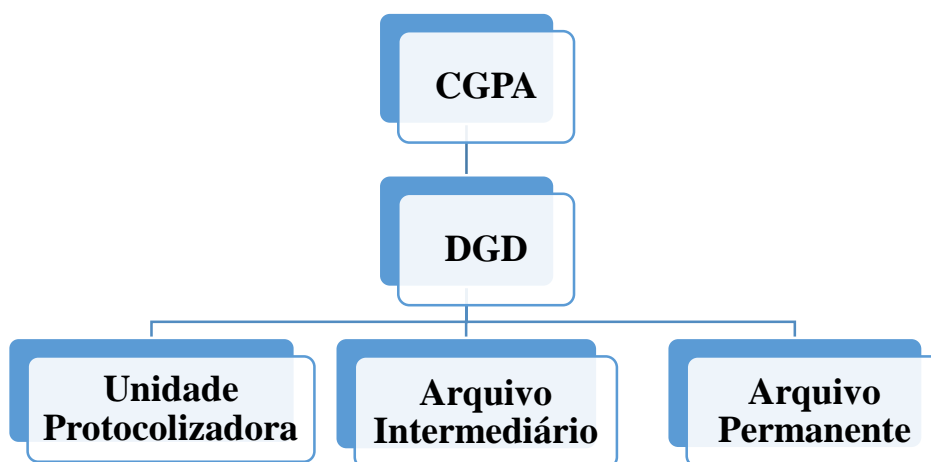 CGPA
DGD
Unidade
Protocolizadora
Arquivo
Intermediário
Arquivo
Permanente